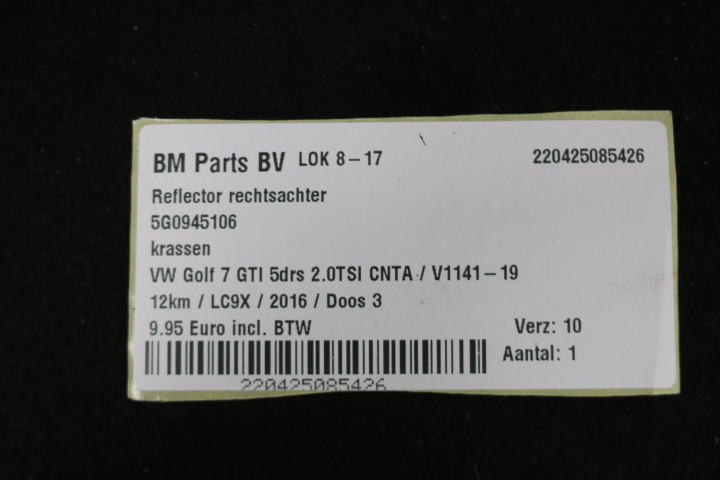 BM Parts BV LOK 8-17 220425085426
Reflector rechtsachter
5G0945106
krassen
VW Golf 7 GTI 5drs 2.0TSI CNTA / V1141-19
12km / LC9X / 2016 / Doos 3
9.95 Euro incl. BTW Verz: 10
Aantal: 1
220425085426